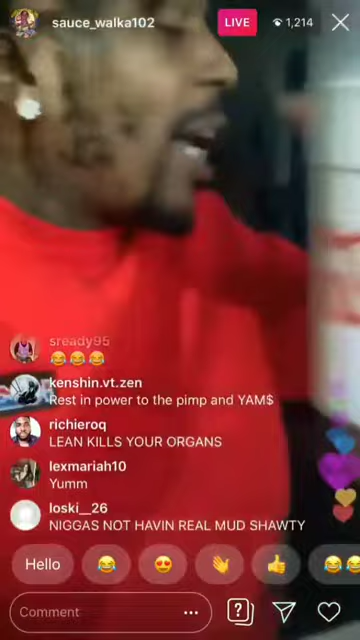 sauce_walka102
LIVE
1,214
sready95
😂😂😂
kenshin.vt.zen
Rest in power to the pimp and YAM$
richieroq
LEAN KILLS YOUR ORGANS
lexmariah10
Yumm
loski__26
NIGGAS NOT HAVIN REAL MUD SHAWTY
Hello
Comment